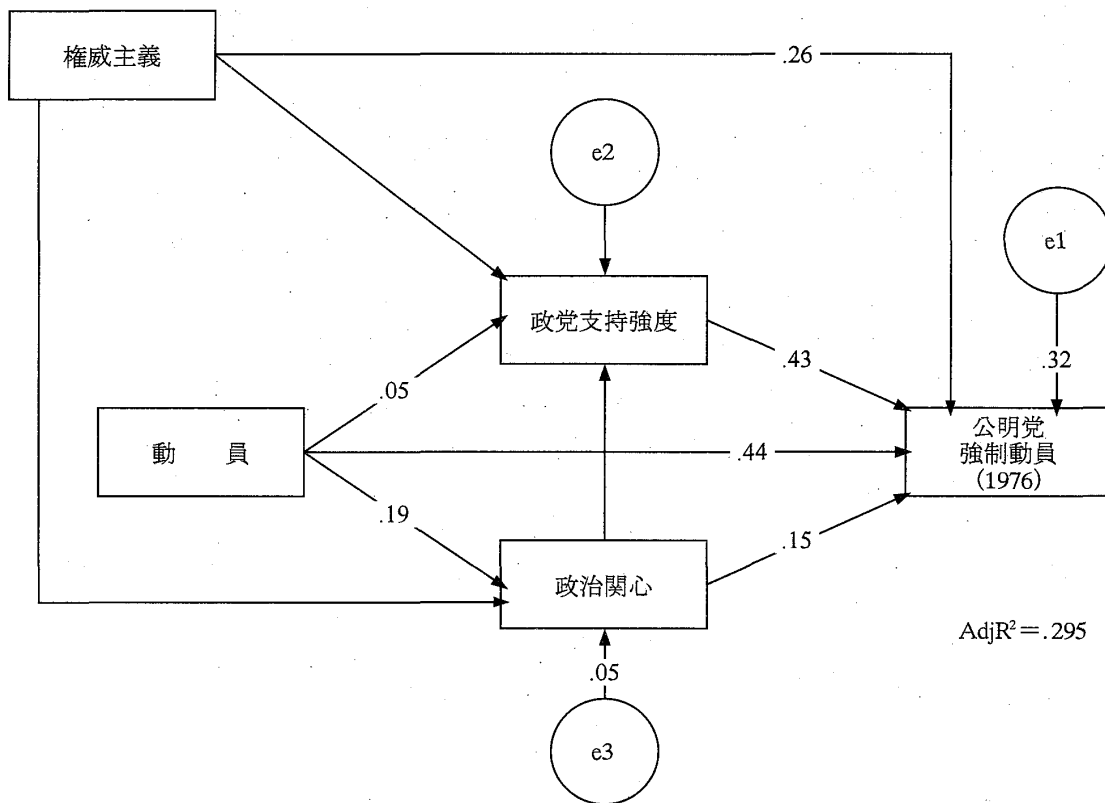 権威主義
.26
e2
e1
政党支持強度
.43
.32
.05
動 員
.44
公明党
強制動員
(1976)
.19
.15
政治関心
AdjR²＝.295
.05
e3